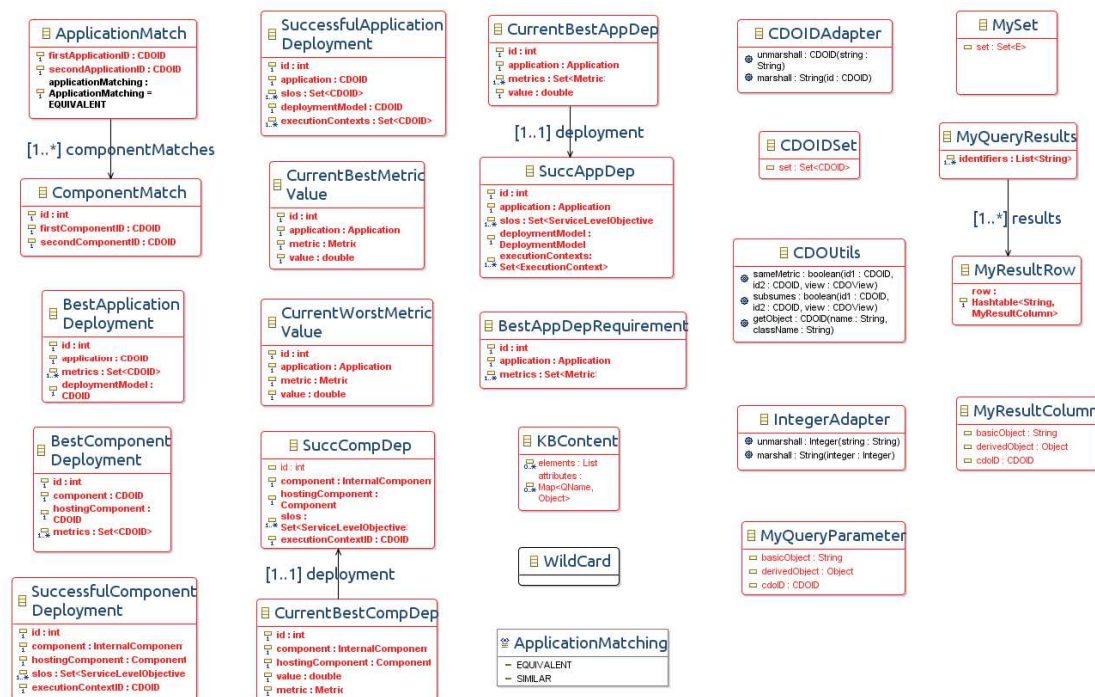 ApplicationMatch
firstApplicationID : CDOID
secondApplicationID : CDOID
applicationMatching :
ApplicationMatching =
EQUIVALENT
[1..*] componentMatches
ComponentMatch
id : int
firstComponentID : CDOID
secondComponentID : CDOID
BestApplication
Deployment
id : int
application : CDOID
metrics : Set<CDOID>
deploymentModel :
CDOID
BestComponent
Deployment
id : int
component : CDOID
hostingComponent :
CDOID
metrics : Set<CDOID>
SuccessfulComponent
Deployment
id : int
component : InternalComponen
hostingComponent : Component
slos : Set<ServiceLevelObjective
executionContextID : CDOID
SuccessfulApplication
Deployment
id : int
application : CDOID
slos : Set<CDOID>
deploymentModel : CDOID
executionContexts : Set<CDOID>
CurrentBestMetric
Value
id : int
application : Application
metric : Metric
value : double
CurrentWorstMetric
Value
id : int
application : Application
metric : Metric
value : double
SuccCompDep
id : int
component : InternalComponen
hostingComponent :
Component
slos :
Set<ServiceLevelObjective
executionContextID : CDOID
[1..1] deployment
CurrentBestCompDep
id : int
component : InternalComponen
hostingComponent : Component
value : double
metric : Metric
CurrentBestAppDep
id : int
application : Application
metrics : Set<Metric
value : double
[1..1] deployment
SuccAppDep
id : int
application : Application
slos : Set<ServiceLevelObjective
deploymentModel :
DeploymentModel
executionContexts:
Set<ExecutionContext>
BestAppDepRequirement
id : int
application : Application
metrics : Set<Metric
KBContent
elements : List
attributes :
Map<QName,
Object>
WildCard
ApplicationMatching
EQUIVALENT
SIMILAR
CDOIDAdapter
unmarshall : CDOID(string :
String)
marshall : String(id : CDOID)
CDOIDSet
set : Set<CDOID>
CDOUtils
sameMetric : boolean(id1 : CDOID,
id2 : CDOID, view : CDOView)
subsumes : boolean(id1 : CDOID,
id2 : CDOID, view : CDOView)
getObject : CDOID(name : String,
className : String)
IntegerAdapter
unmarshall : Integer(string : String)
marshall : String(integer : Integer)
MyQueryParameter
basicObject : String
derivedObject : Object
cdoID : CDOID
MySet
set : Set<E>
MyQueryResults
identifiers : List<String>
[1..*] results
MyResultRow
row :
Hashtable<String,
MyResultColumn>
MyResultColumn
basicObject : String
derivedObject : Object
cdoID : CDOID